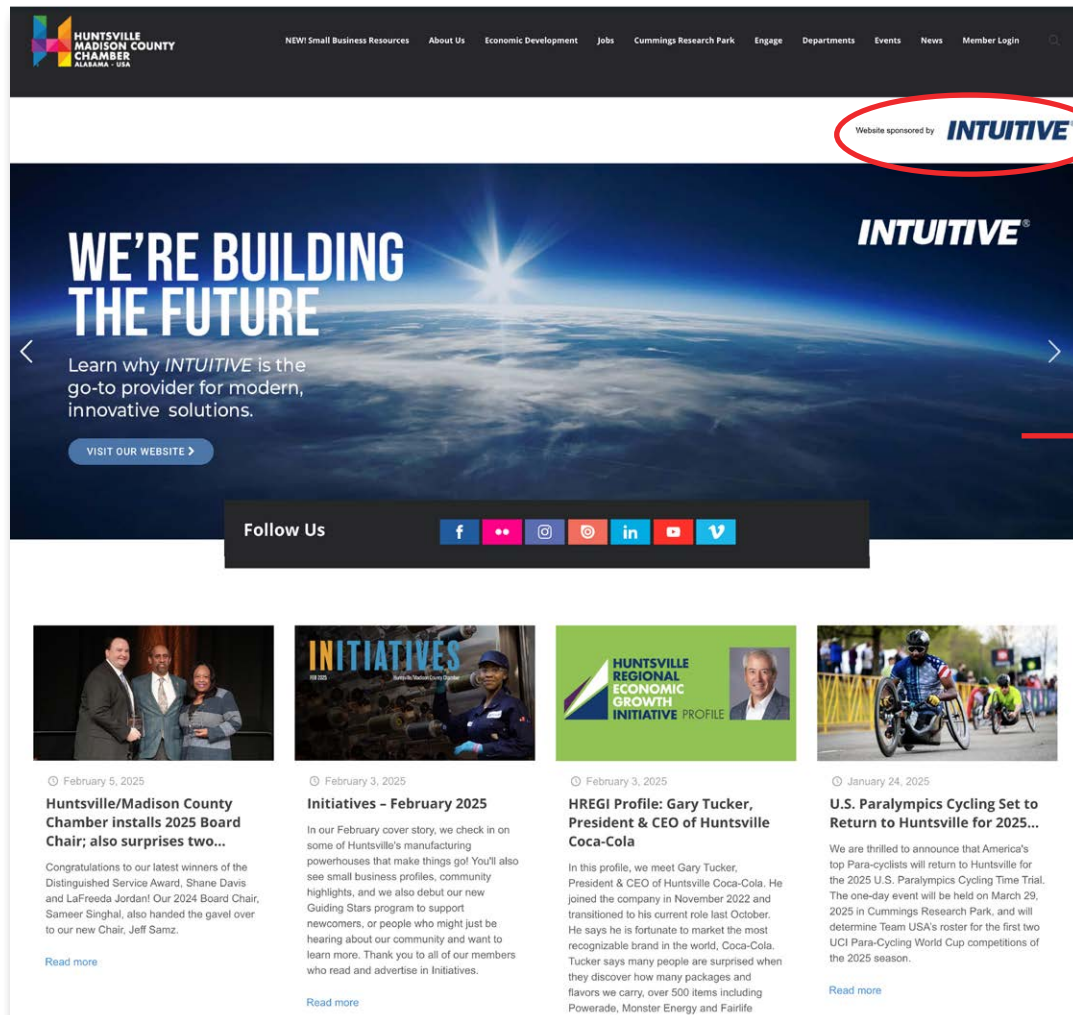 HUNTSVILLE
MADISON COUNTY
CHAMBER
ALABAMA - USA
NEW! Small Business Resources About Us Economic Development Jobs Cummings Research Park Engage Departments Events News Member Login
Website sponsored by INTUITIVE®
INTUITIVE®
WE'RE BUILDING
THE FUTURE
Learn why INTUITIVE is the
go-to provider for modern,
innovative solutions.
VISIT OUR WEBSITE
Follow Us
February 5, 2025
Huntsville/Madison County
Chamber installs 2025 Board
Chair; also surprises two...
Congratulations to our latest winners of the
Distinguished Service Award, Shane Davis
and LaFreeda Jordan! Our 2024 Board Chair,
Sameer Singhal, also handed the gavel over
to our new Chair, Jeff Samz.
Read more
INITIATIVES
FEB 2025 Huntsville/Madison County Chamber
February 3, 2025
Initiatives – February 2025
In our February cover story, we check in on
some of Huntsville's manufacturing
powerhouses that make things go! You'll also
see small business profiles, community
highlights, and we also debut our new
Guiding Stars program to support
newcomers, or people who might just be
hearing about our community and want to
learn more. Thank you to all of our members
who read and advertise in Initiatives.
Read more
HUNTSVILLE
REGIONAL
ECONOMIC
GROWTH
INITIATIVE PROFILE
February 3, 2025
HREGI Profile: Gary Tucker,
President & CEO of Huntsville
Coca-Cola
In this profile, we meet Gary Tucker,
President & CEO of Huntsville Coca-Cola. He
joined the company in November 2022 and
transitioned to his current role last October.
He says he is fortunate to market the most
recognizable brand in the world, Coca-Cola.
Tucker says many people are surprised when
they discover how many packages and
flavors we carry, over 500 items including
Powerade, Monster Energy and Fairlife
January 24, 2025
U.S. Paralympics Cycling Set to
Return to Huntsville for 2025...
We are thrilled to announce that America's
top Para-cyclists will return to Huntsville for
the 2025 U.S. Paralympics Cycling Time Trial.
The one-day event will be held on March 29,
2025 in Cummings Research Park, and will
determine Team USA's roster for the first two
UCI Para-Cycling World Cup competitions of
the 2025 season.
Read more